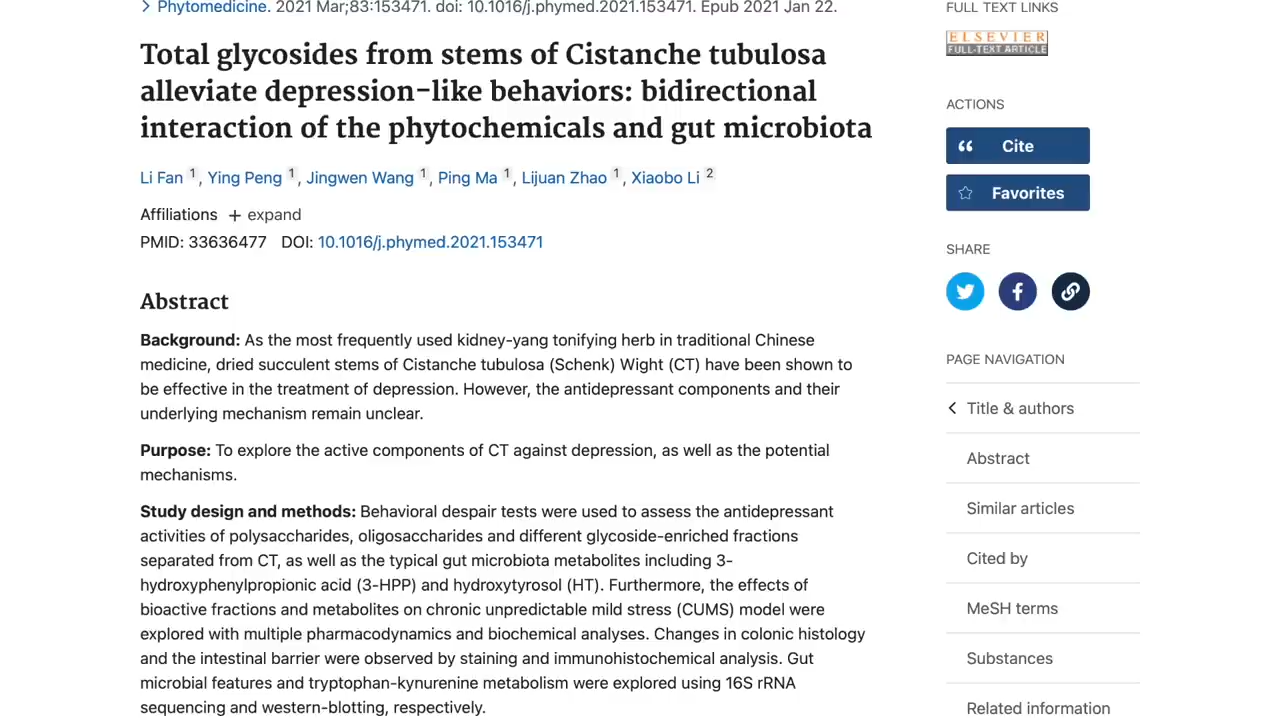 Phytomedicine. 2021 Mar;83:153471. doi: 10.1016/j.phymed.2021.153471. Epub 2021 Jan 22.
Total glycosides from stems of Cistanche tubulosa
alleviate depression-like behaviors: bidirectional
interaction of the phytochemicals and gut microbiota
Li Fan 1, Ying Peng 1, Jingwen Wang 1, Ping Ma 1, Lijuan Zhao 1, Xiaobo Li 2
Affiliations + expand
PMID: 33636477 DOI: 10.1016/j.phymed.2021.153471
Abstract
Background: As the most frequently used kidney-yang tonifying herb in traditional Chinese
medicine, dried succulent stems of Cistanche tubulosa (Schenk) Wight (CT) have been shown to
be effective in the treatment of depression. However, the antidepressant components and their
underlying mechanism remain unclear.
Purpose: To explore the active components of CT against depression, as well as the potential
mechanisms.
Study design and methods: Behavioral despair tests were used to assess the antidepressant
activities of polysaccharides, oligosaccharides and different glycoside-enriched fractions
separated from CT, as well as the typical gut microbiota metabolites including 3-
hydroxyphenylpropionic acid (3-HPP) and hydroxytyrosol (HT). Furthermore, the effects of
bioactive fractions and metabolites on chronic unpredictable mild stress (CUMS) model were
explored with multiple pharmacodynamics and biochemical analyses. Changes in colonic histology
and the intestinal barrier were observed by staining and immunohistochemical analysis. Gut
microbial features and tryptophan-kynurenine metabolism were explored using 16S rRNA
sequencing and western-blotting, respectively.
FULL TEXT LINKS
ELSEVIER
FULL-TEXT ARTICLE
ACTIONS
Cite
Favorites
SHARE
PAGE NAVIGATION
Title & authors
Abstract
Similar articles
Cited by
MeSH terms
Substances
Related information